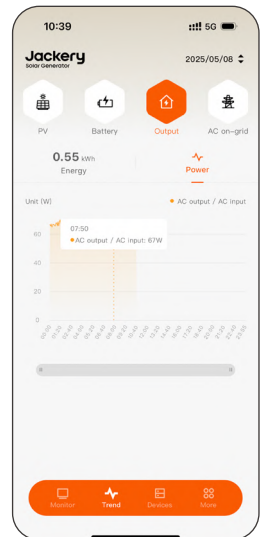 10:39
5G
Jackery
Solar Generator
2025/05/08
PV
Battery
Output
AC on-grid
0.55 kWh
Energy
Power
Unit (W)
AC output / AC input
60
07:50
AC output / AC input: 67W
40
20
0
Monitor
Trend
Devices
More